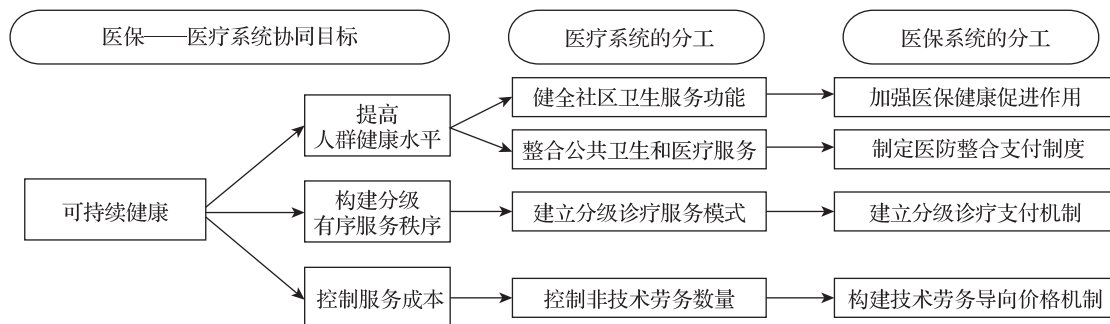 医保——医疗系统协同目标
医疗系统的分工
医保系统的分工
提高
人群健康水平
健全社区卫生服务功能
加强医保健康促进作用
整合公共卫生和医疗服务
制定医防整合支付制度
可持续健康
构建分级
有序服务秩序
建立分级诊疗服务模式
建立分级诊疗支付机制
控制服务成本
控制非技术劳务数量
构建技术劳务导向价格机制